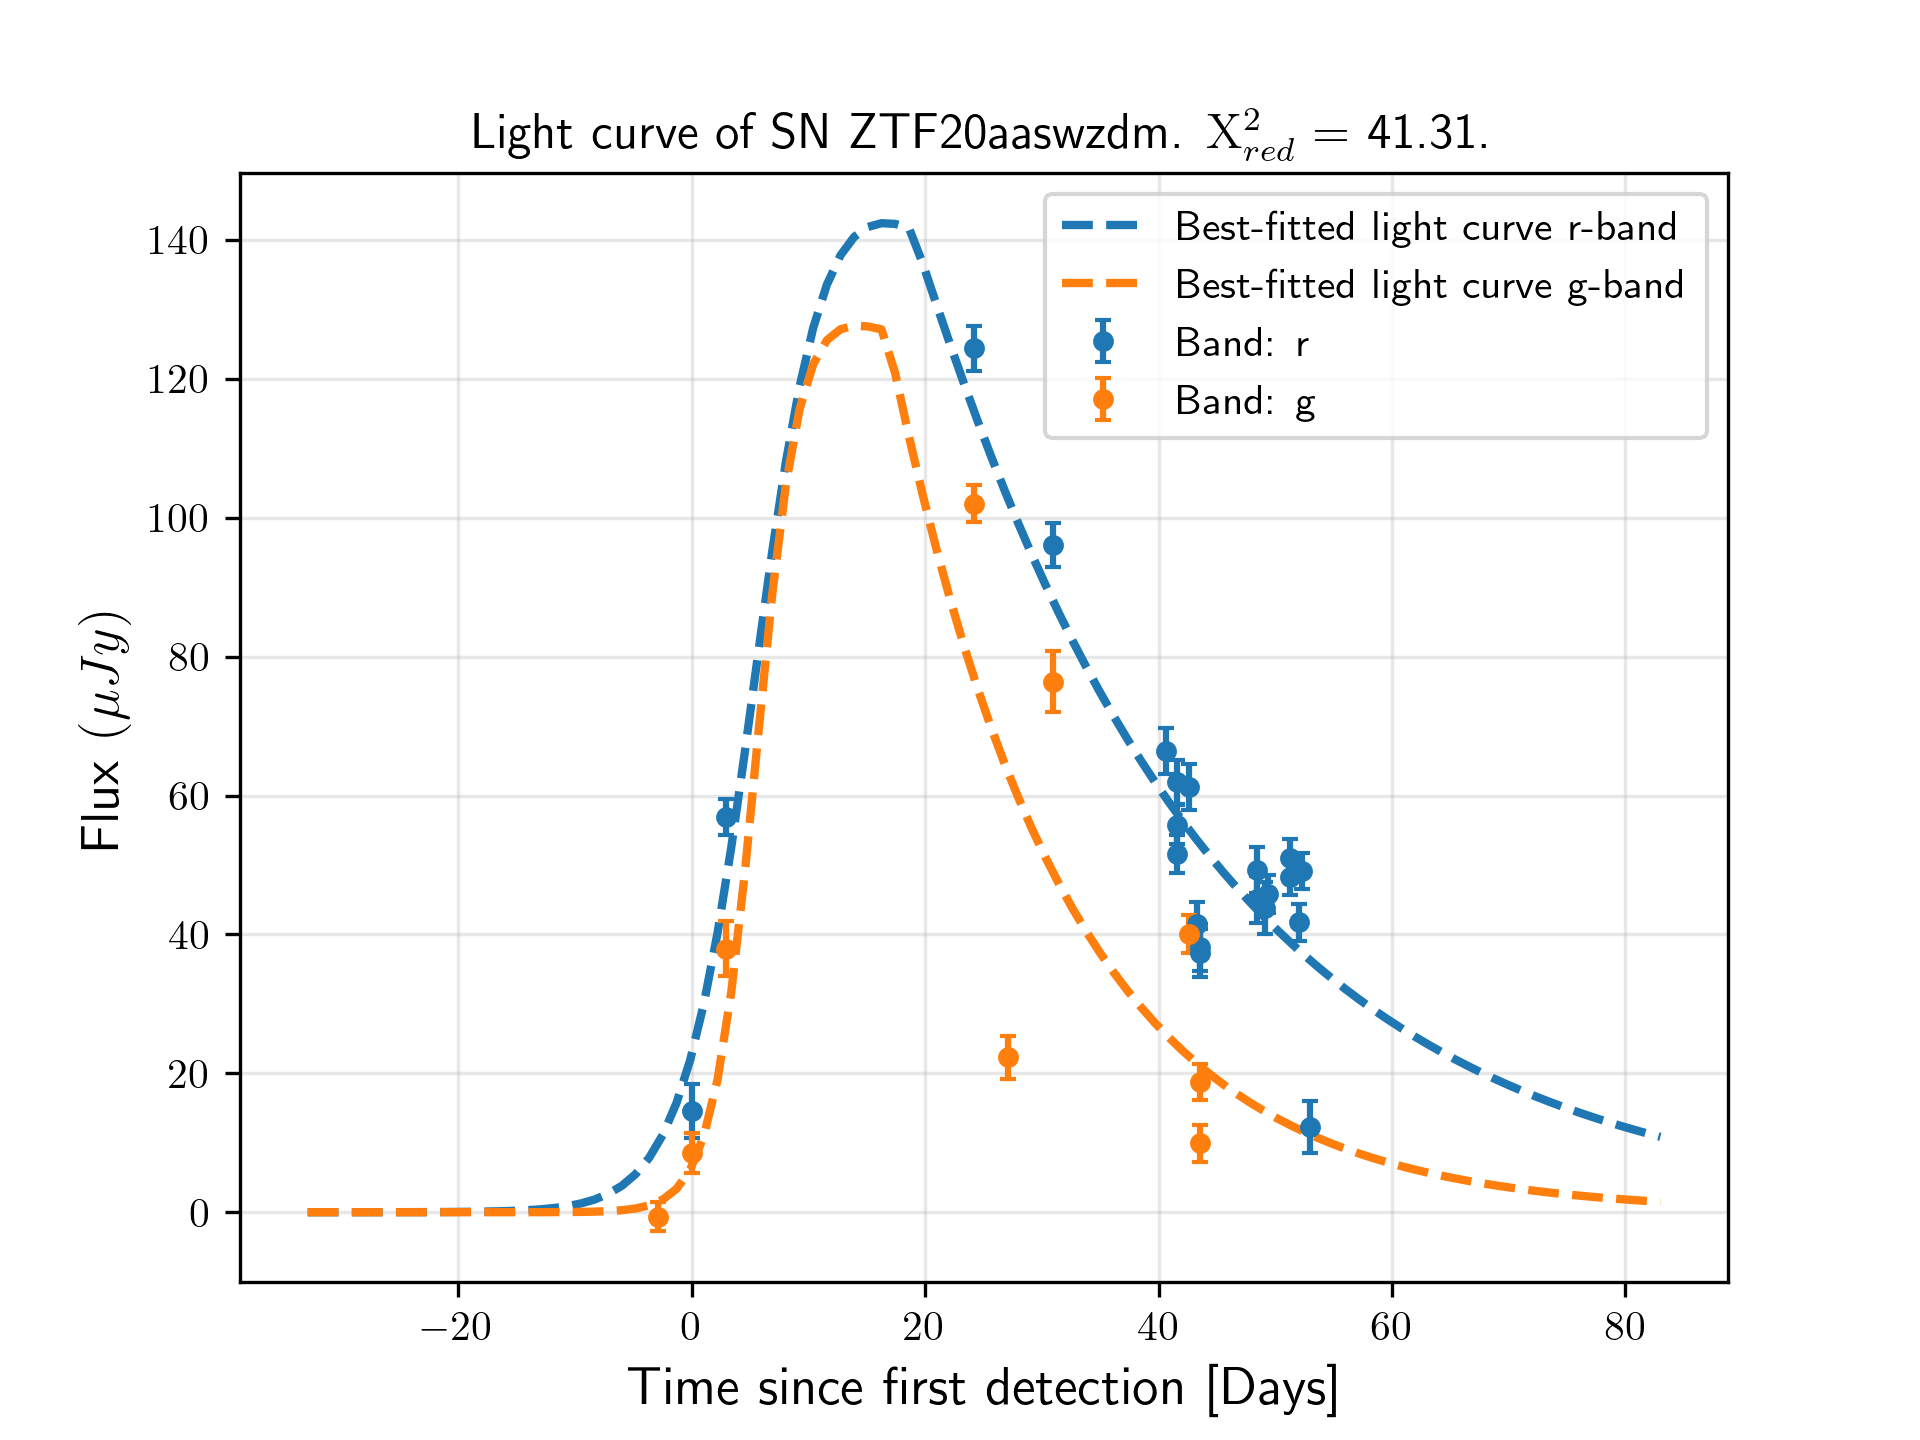 Light curve of SN ZTF20aaswzdm. Χ²_red = 41.31.
Best-fitted light curve r-band
Best-fitted light curve g-band
Band: r
Band: g
140
120
100
80
60
40
20
0
Flux (μJy)
−20 0 20 40 60 80
Time since first detection [Days]